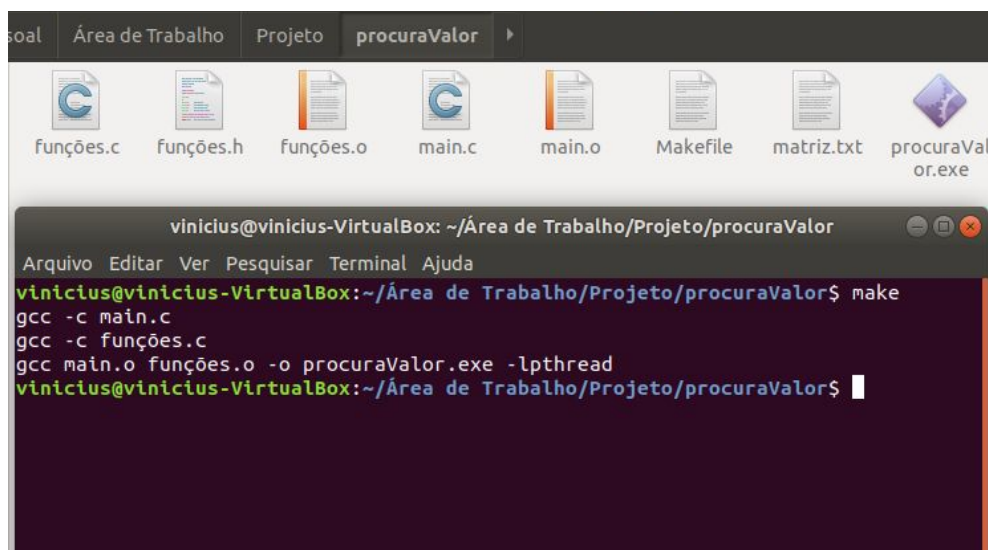 soal Área de Trabalho Projeto procuraValor
funções.c funções.h funções.o main.c main.o Makefile matriz.txt procuraVal
or.exe
vinicius@vinicius-VirtualBox: ~/Área de Trabalho/Projeto/procuraValor
Arquivo Editar Ver Pesquisar Terminal Ajuda
vinicius@vinicius-VirtualBox:~/Área de Trabalho/Projeto/procuraValor$ make
gcc -c main.c
gcc -c funções.c
gcc main.o funções.o -o procuraValor.exe -lpthread
vinicius@vinicius-VirtualBox:~/Área de Trabalho/Projeto/procuraValor$